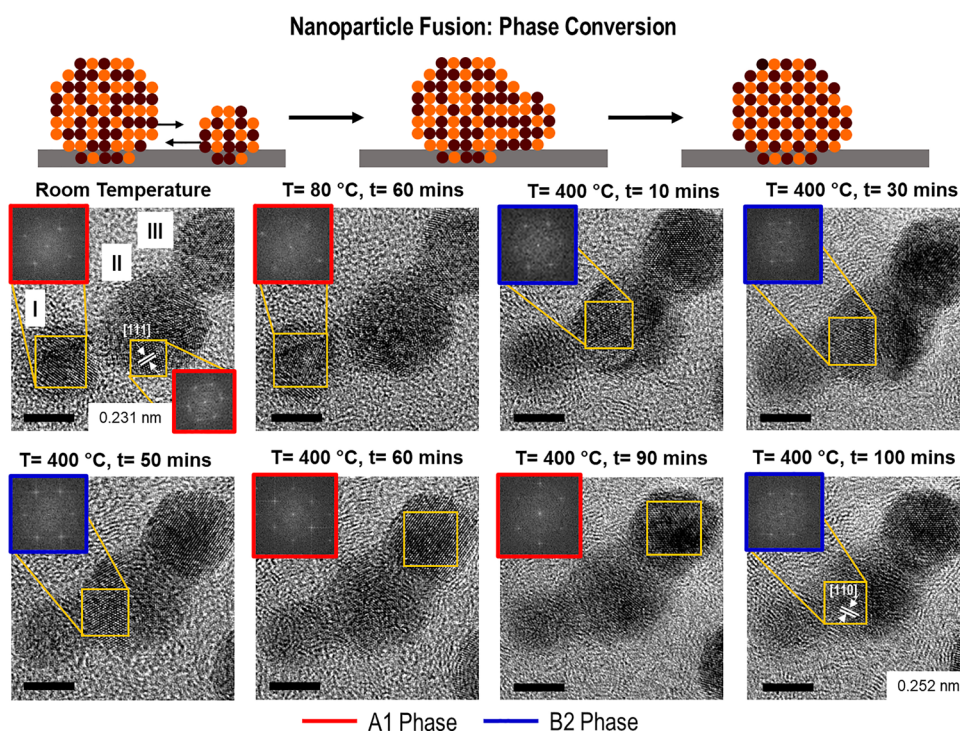 Nanoparticle Fusion: Phase Conversion
Room Temperature
T= 80 °C, t= 60 mins
T= 400 °C, t= 10 mins
T= 400 °C, t= 30 mins
III
II
I
[111]
0.231 nm
T= 400 °C, t= 50 mins
T= 400 °C, t= 60 mins
T= 400 °C, t= 90 mins
T= 400 °C, t= 100 mins
[110]
0.252 nm
A1 Phase
B2 Phase